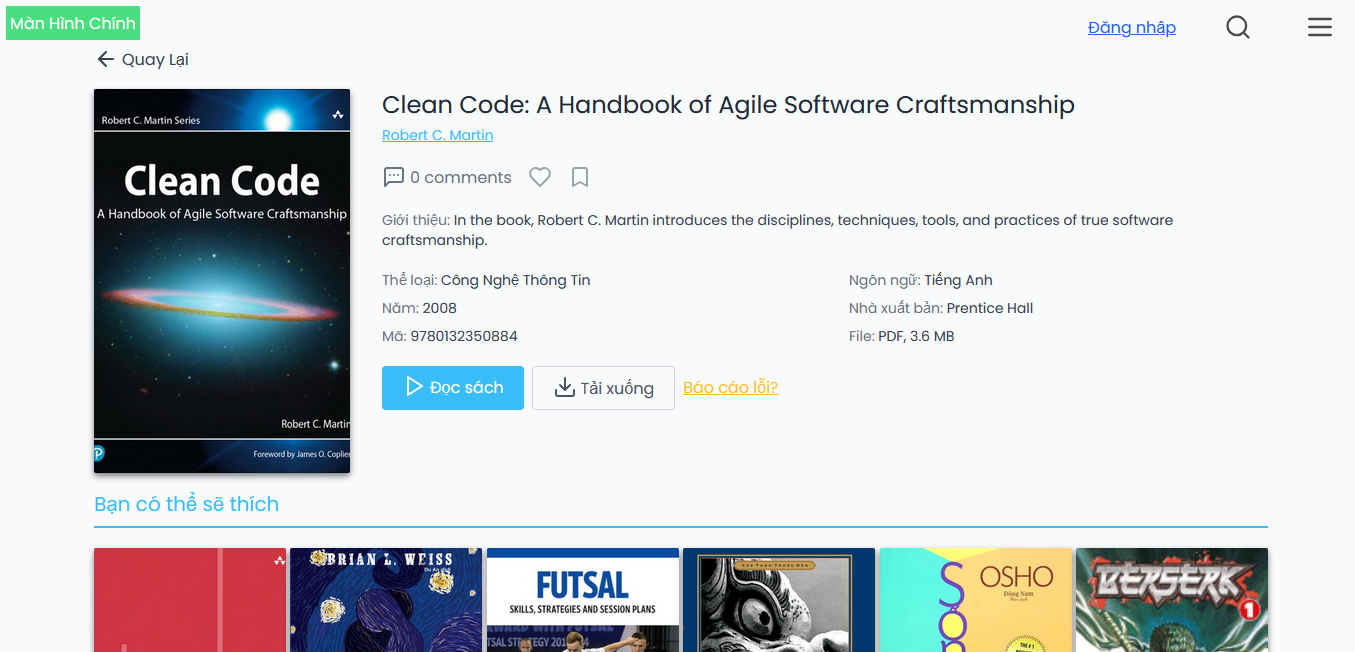 Màn Hình Chính
Đăng nhập
Quay Lại
Robert C. Martin Series
Clean Code
A Handbook of Agile Software Craftsmanship
Robert C. Martin
Foreword by James O. Coplien
Clean Code: A Handbook of Agile Software Craftsmanship
Robert C. Martin
0 comments
Giới thiệu: In the book, Robert C. Martin introduces the disciplines, techniques, tools, and practices of true software
craftsmanship.
Thể loại: Công Nghệ Thông Tin
Ngôn ngữ: Tiếng Anh
Năm: 2008
Nhà xuất bản: Prentice Hall
Mã: 9780132350884
File: PDF, 3.6 MB
Đọc sách
Tải xuống
Báo cáo lỗi?
Bạn có thể sẽ thích
BRIAN L. WEISS
FUTSAL
SKILLS, STRATEGIES AND SESSION PLANS
OSHO
BERSERK
1